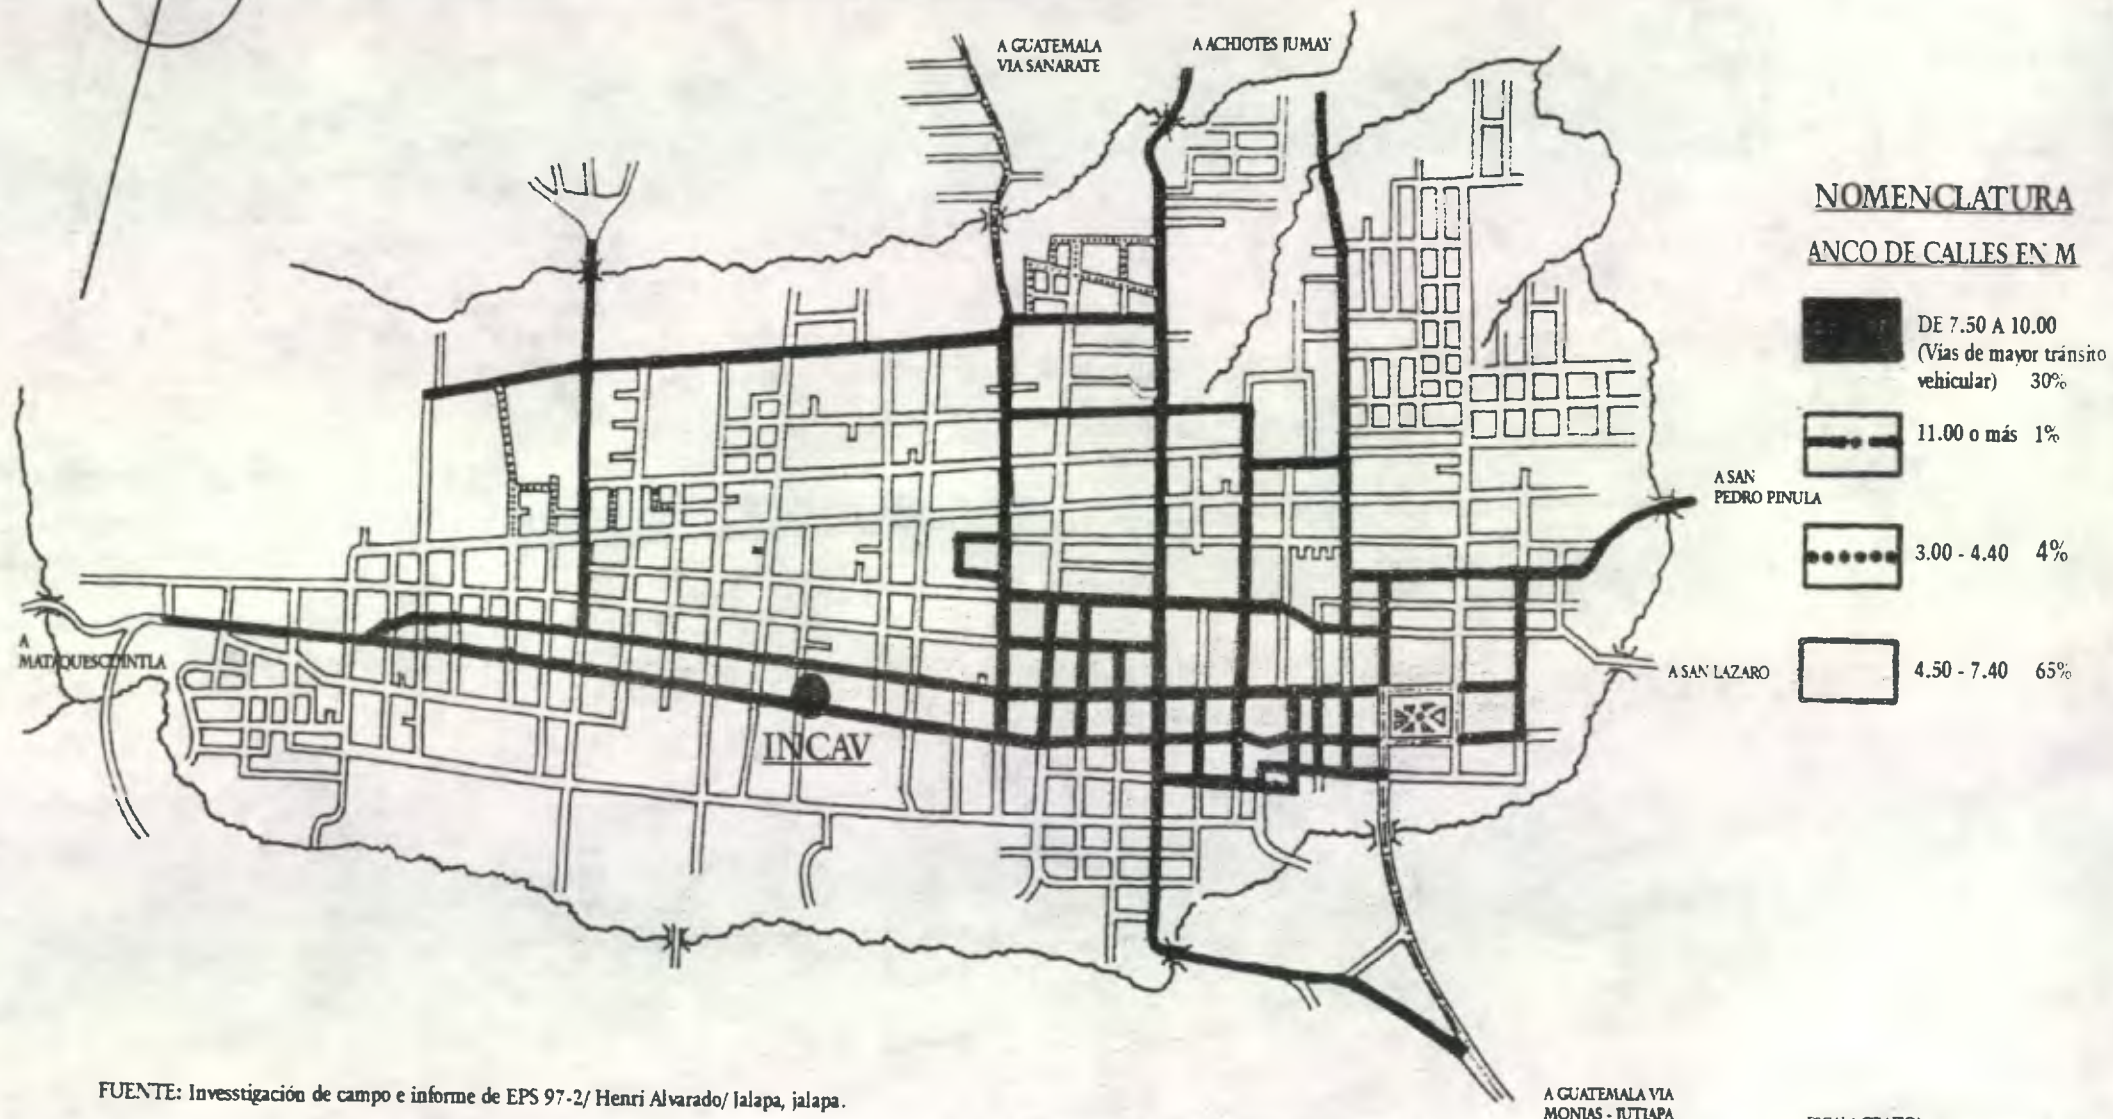 A GUATEMALA
VIA SANARATE
A ACHIOTES JUMAY
NOMENCLATURA
ANCO DE CALLES EN M
DE 7.50 A 10.00
(Vias de mayor tránsito
vehicular) 30%
11.00 o más 1%
3.00 - 4.40 4%
4.50 - 7.40 65%
A SAN
PEDRO PINULA
A SAN LAZARO
A
MATAQUESCUINTLA
INCAV
A GUATEMALA VIA
MONJAS - JUTIAPA
FUENTE: Invesstigación de campo e informe de EPS 97-2/ Henri Alvarado/ Jalapa, jalapa.